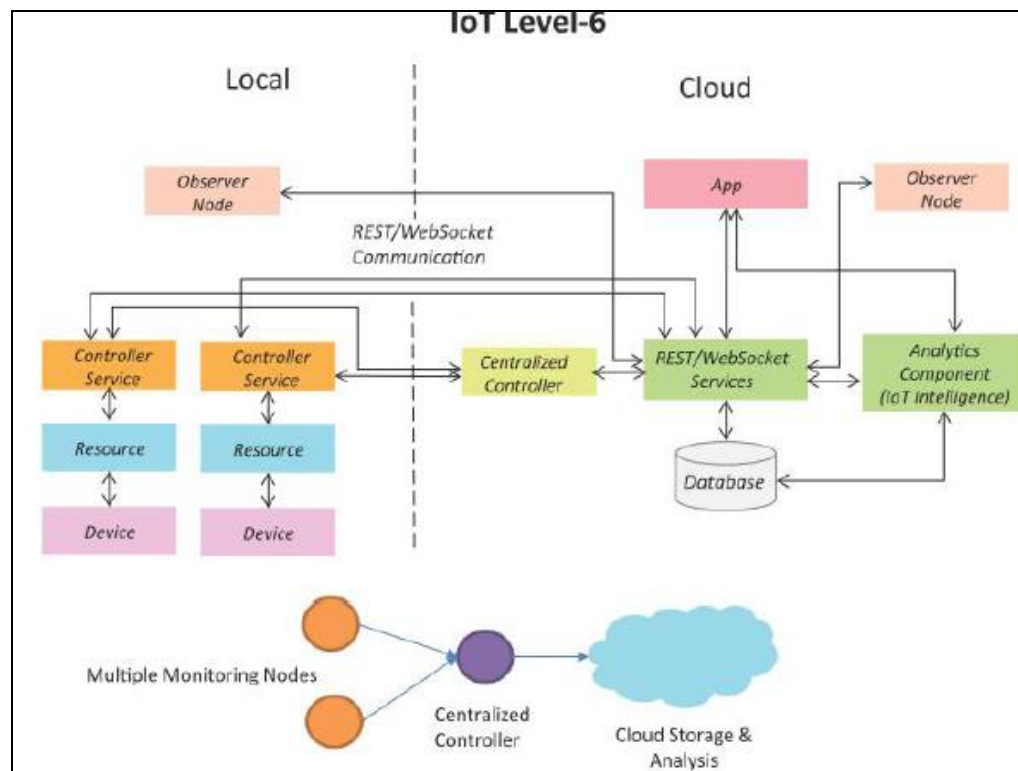 IoT Level-6
Local
Cloud
Observer
Node
App
Observer
Node
REST/WebSocket
Communication
Controller
Service
Controller
Service
Centralized
Controller
REST/WebSocket
Services
Analytics
Component
(IoT Intelligence)
Resource
Resource
Database
Device
Device
Multiple Monitoring Nodes
Centralized
Controller
Cloud Storage &
Analysis